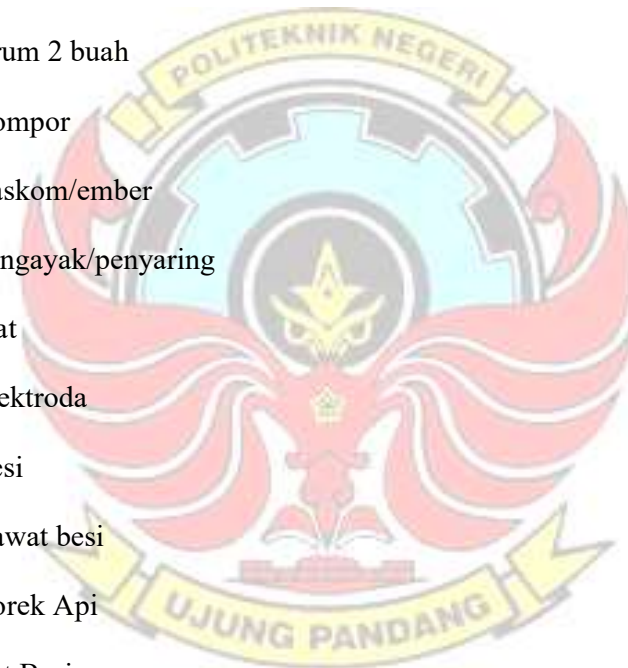 POLITEKNIK NEGERI
rum 2 buah
ompor
askom/ember
ngayak/penyaring
at
ektroda
esi
awat besi
orek Api
UJUNG PANDANG